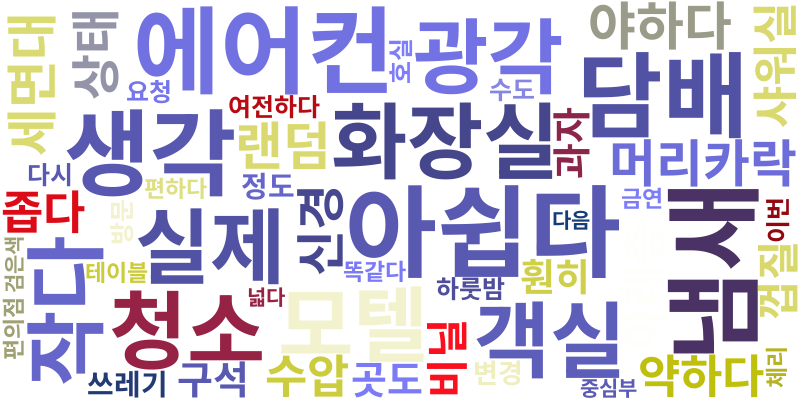 세면대
상태
에어컨
호실
광각
야하다
샤워실
요청
수도
담배
여전하다
생각
랜덤
화장실
과자
머리카락
다시
편하다
정도
신경
금연
좁다
방문
실제
아쉽다
다음
냄새
이번
편의점
검은색
작다
테이블
똑같다
훤히
껍질
하룻밤
넓다
청소
모텔
비닐
객실
쓰레기
구석
수압
곳도
변경
중심부
약하다
체리